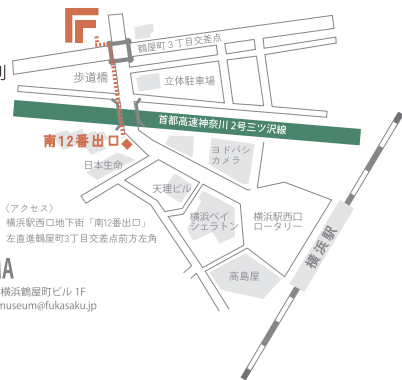 鶴屋町3丁目交差点
歩道橋
立体駐車場
首都高速神奈川2号三ツ沢線
南12番出口
ヨドバシ
カメラ
日本生命
天理ビル
〈アクセス〉
横浜駅西口地下街「南12番出口」
左直進鶴屋町3丁目交差点前方左角
横浜ベイ
シェラトン
横浜駅西口
ロータリー
横浜駅
高島屋
MA
横浜鶴屋町ビル 1F
museum@fukasaku.jp